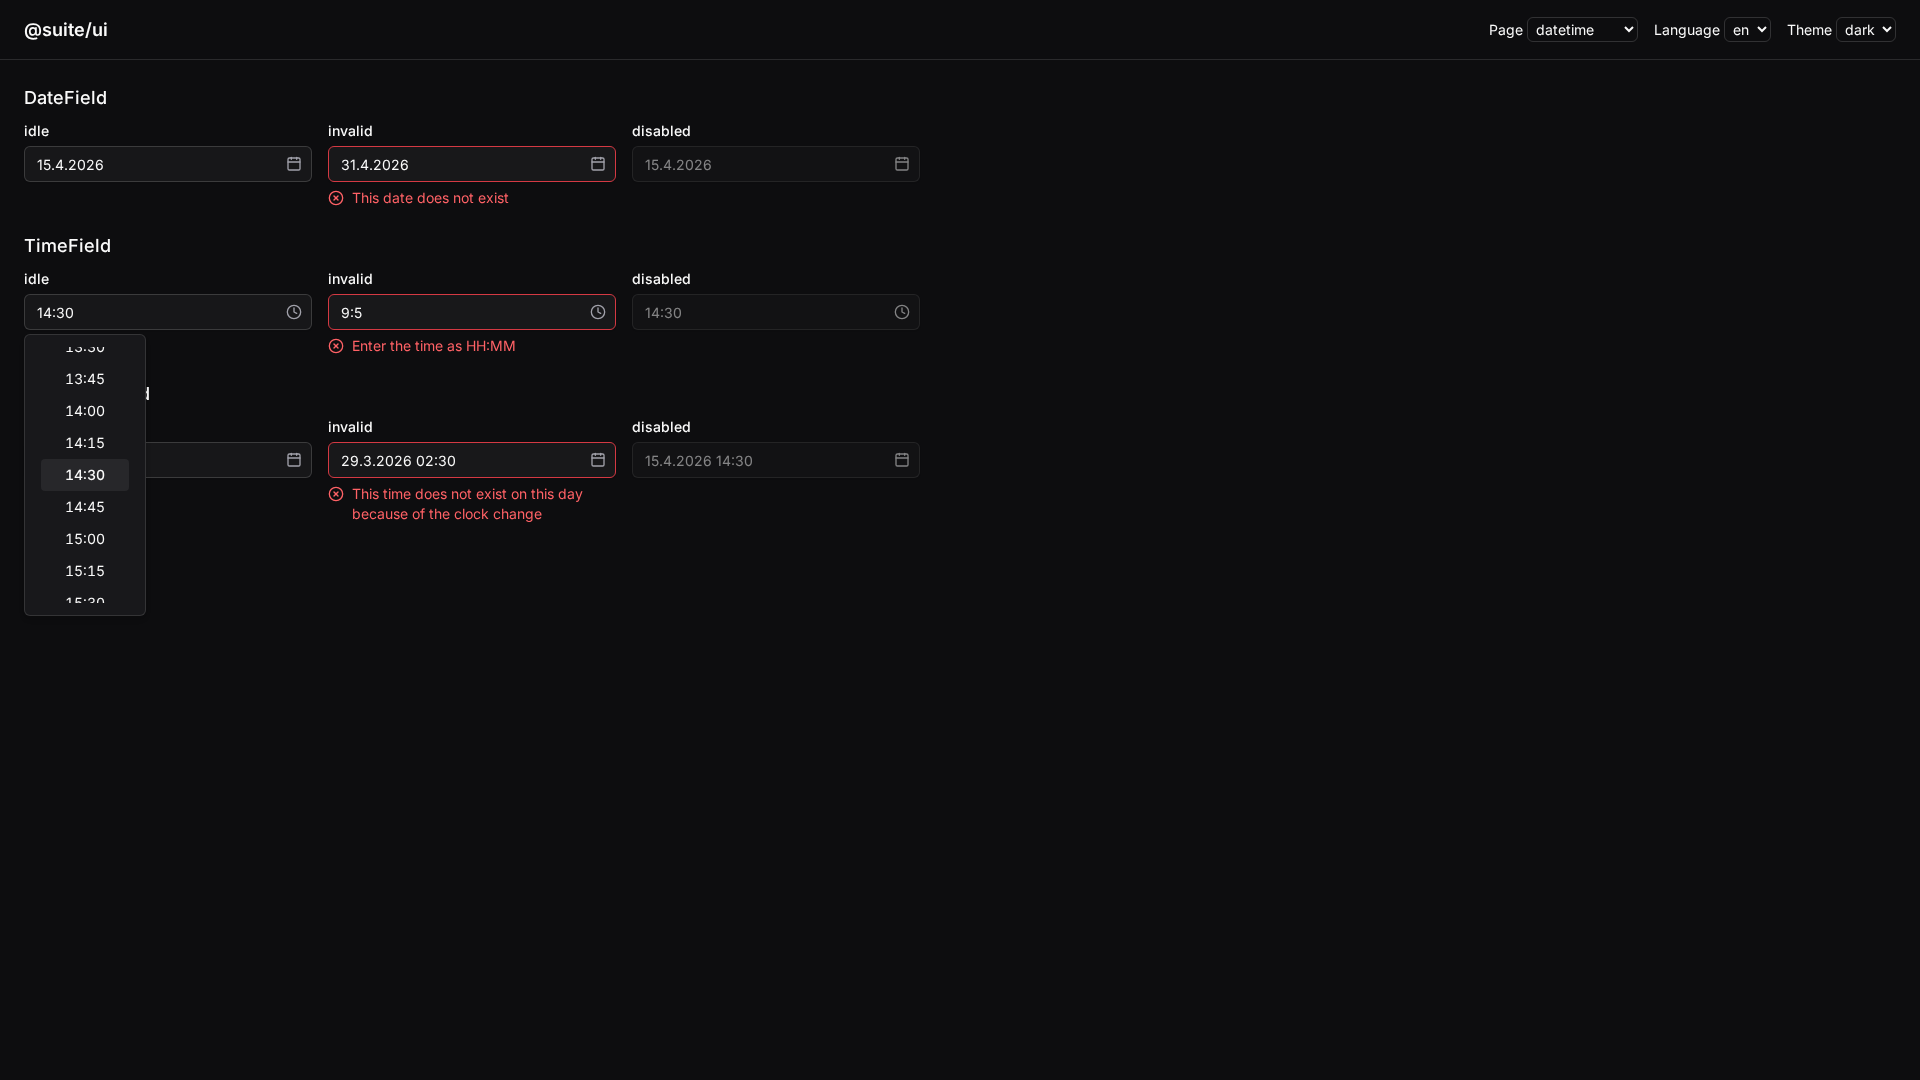 @suite/ui
Page datetime Language en Theme dark
DateField
idle invalid disabled
15.4.2026 31.4.2026 15.4.2026
This date does not exist
TimeField
idle invalid disabled
14:30 9:5 14:30
Enter the time as HH:MM
13:30
13:45
14:00
14:15
14:30
14:45
15:00
15:15
15:30
invalid disabled
29.3.2026 02:30 15.4.2026 14:30
This time does not exist on this day
because of the clock change